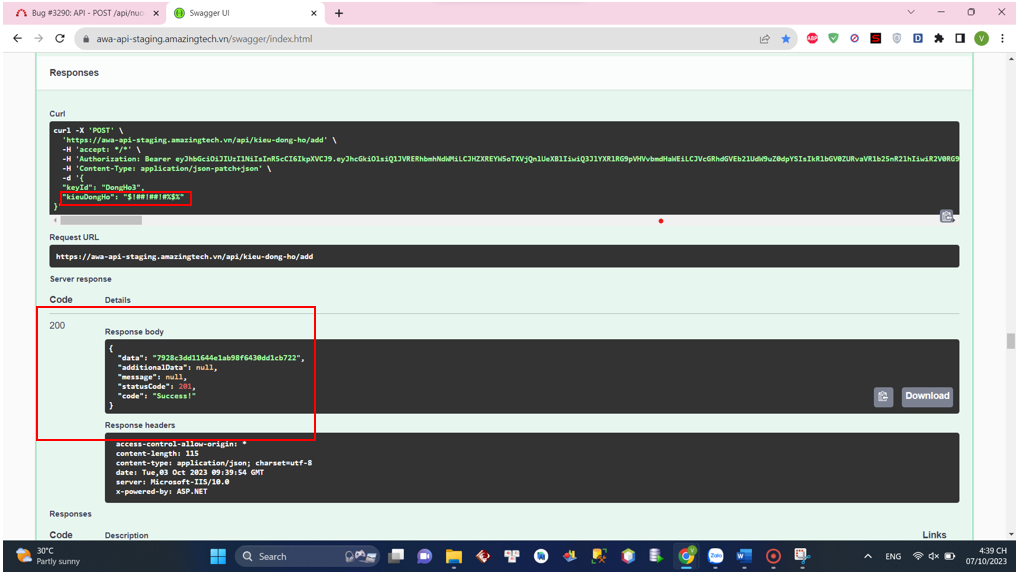 Bug #3290: API - POST /api/nuo
Swagger UI
awa-api-staging.amazingtech.vn/swagger/index.html
Responses
Curl
curl -X 'POST' \
'https://awa-api-staging.amazingtech.vn/api/kieu-dong-ho/add' \
-H 'accept: */*' \
-H 'Authorization: Bearer
-H 'Content-Type: application/json-patch+json' \
-d '{
"keyId": "DongHo3",
"kieuDongHo": "$!##!##!#%$%"
}'
Request URL
https://awa-api-staging.amazingtech.vn/api/kieu-dong-ho/add
Server response
Code Details
200
Response body
{
"data": "7928c3dd11644e1ab98f6430dd1cb722",
"additionalData": null,
"message": null,
"statusCode": 201,
"code": "Success!"
}
Download
Response headers
access-control-allow-origin: *
content-length: 115
content-type: application/json; charset=utf-8
date: Tue,03 Oct 2023 09:39:54 GMT
server: Microsoft-IIS/10.0
x-powered-by: ASP.NET
Responses
Code Description Links
30°C
Partly sunny
Search
Zalo
ENG
4:39 CH
07/10/2023